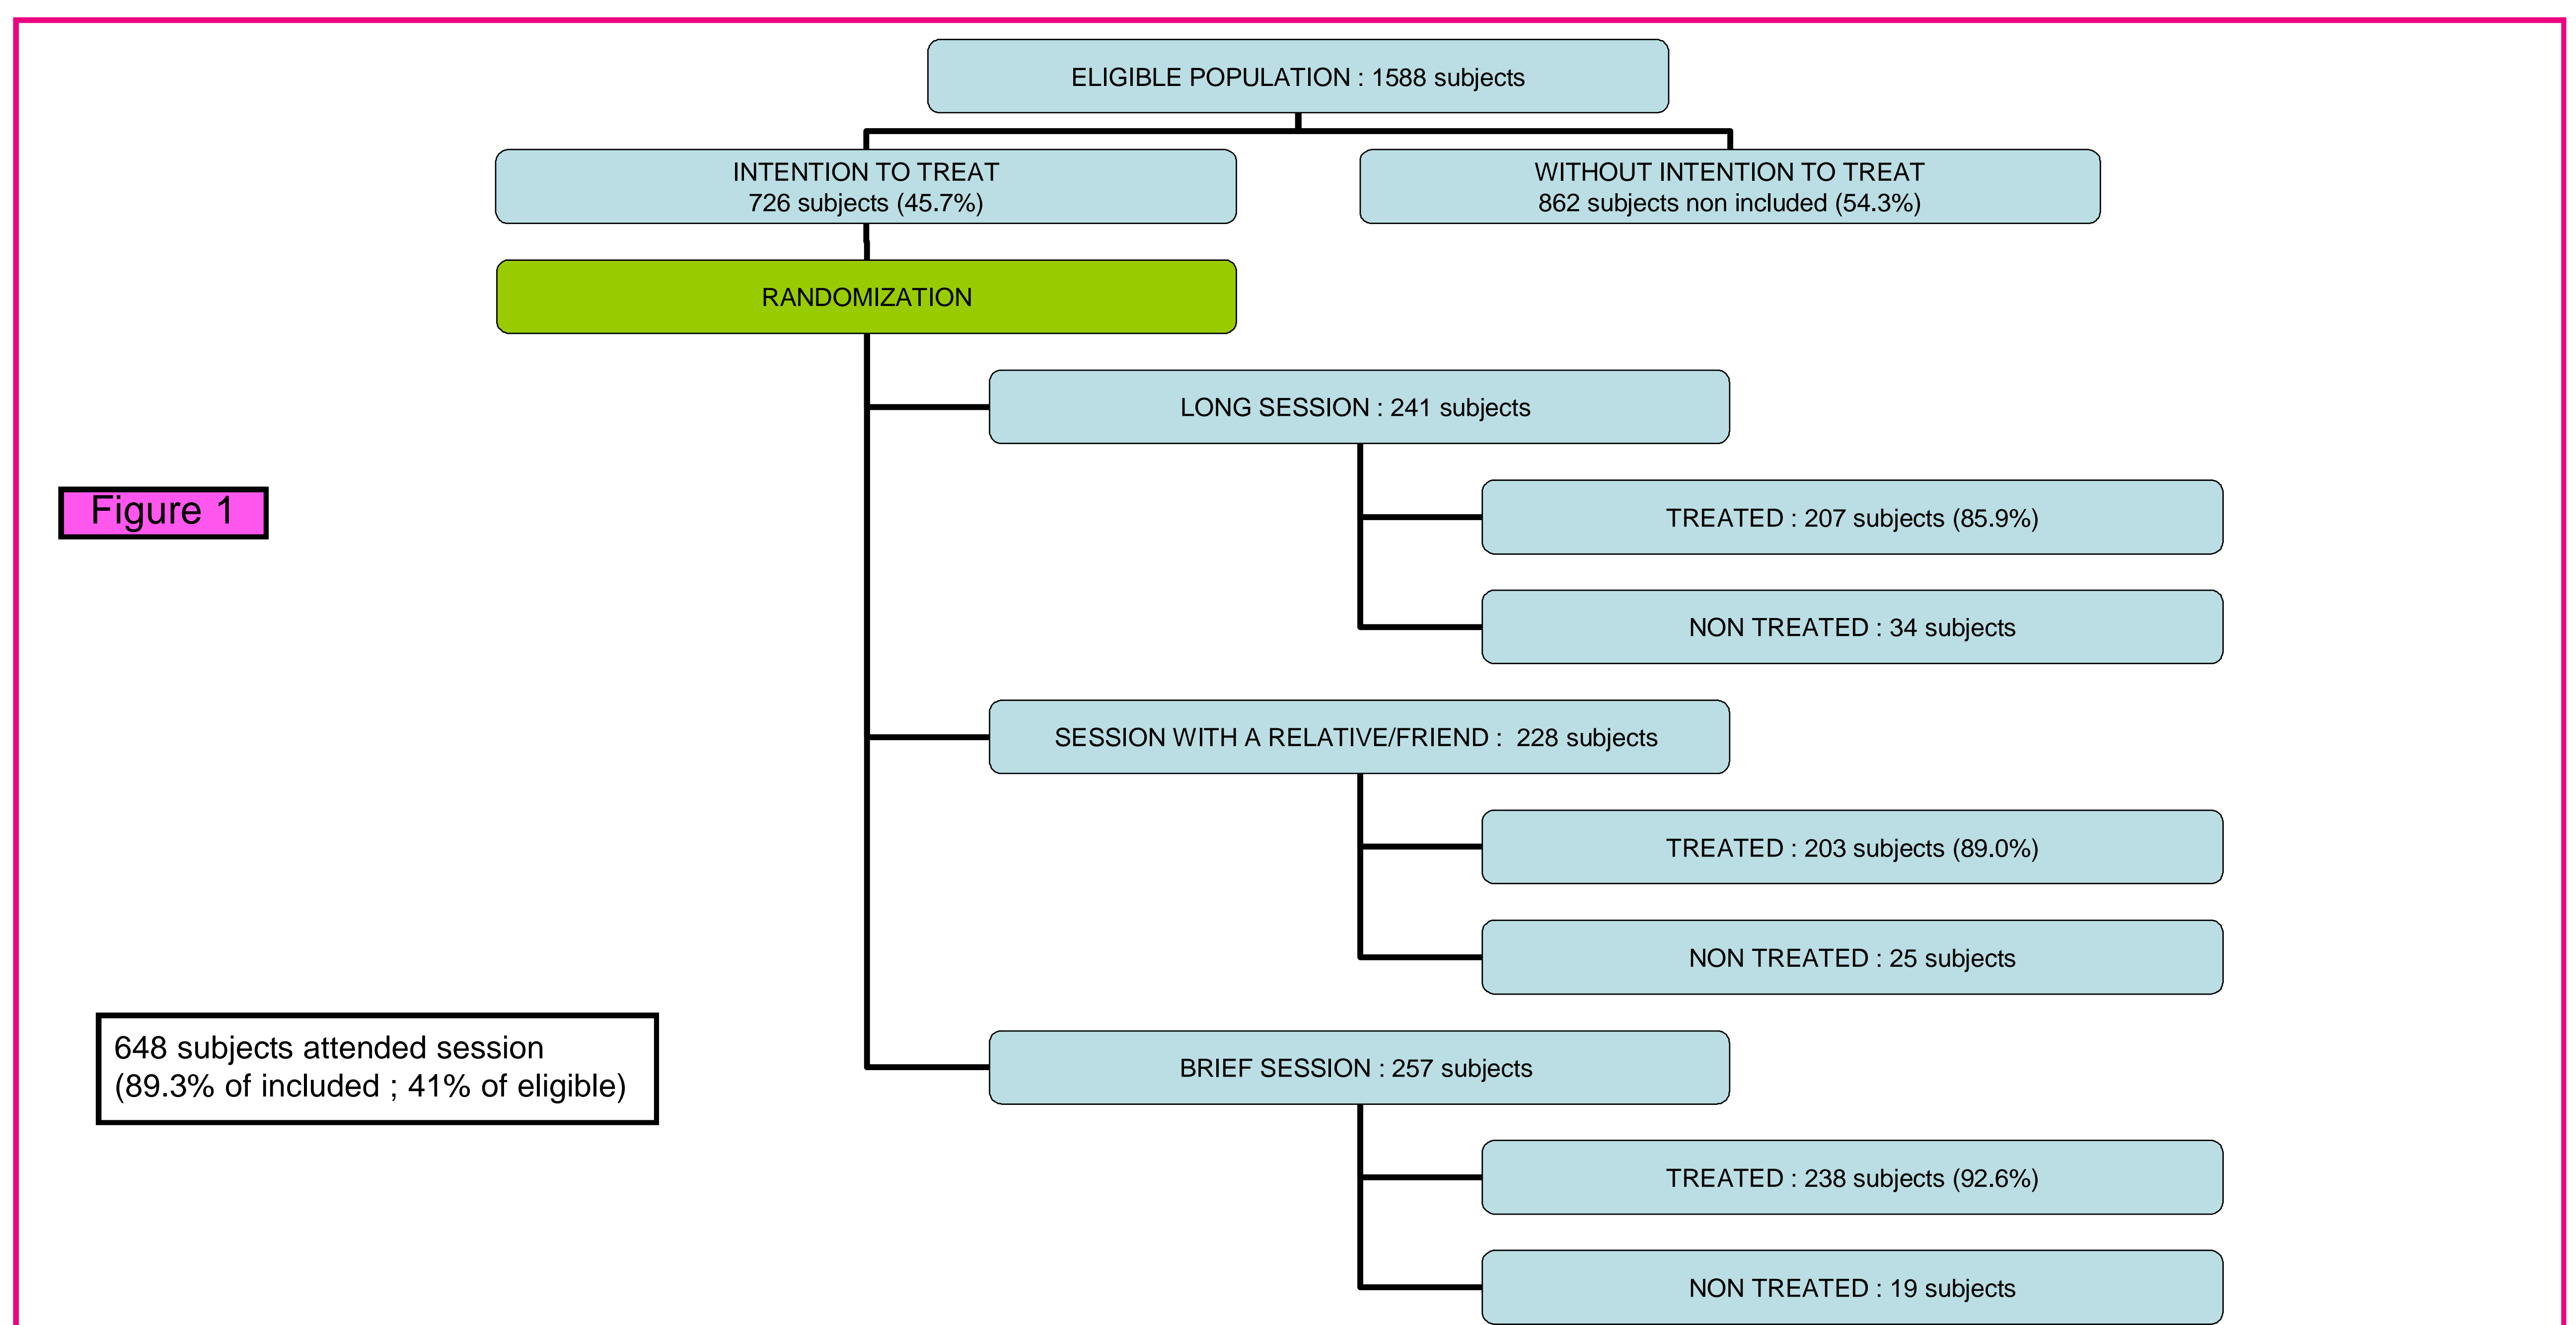 ELIGIBLE POPULATION : 1588 subjects
INTENTION TO TREAT
726 subjects (45.7%)
WITHOUT INTENTION TO TREAT
862 subjects non included (54.3%)
RANDOMIZATION
LONG SESSION : 241 subjects
Figure 1
TREATED : 207 subjects (85.9%)
NON TREATED : 34 subjects
SESSION WITH A RELATIVE/FRIEND :  228 subjects
TREATED : 203 subjects (89.0%)
NON TREATED : 25 subjects
648 subjects attended session
(89.3% of included ; 41% of eligible)
BRIEF SESSION : 257 subjects
TREATED : 238 subjects (92.6%)
NON TREATED : 19 subjects